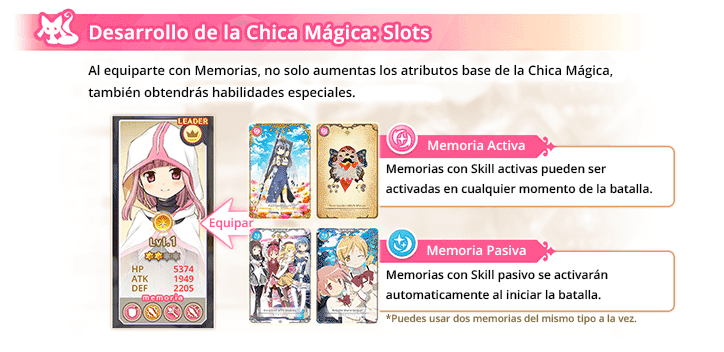 Desarrollo de la Chica Mágica: Slots
Al equiparte con Memorias, no solo aumentas los atributos base de la Chica Mágica,
también obtendrás habilidades especiales.
LEADER
Lvl.1
HP 5374
ATK 1949
DEF 2205
memoria
Equipar
Memoria Activa
Memorias con Skill activas pueden ser
activadas en cualquier momento de la batalla.
Memoria Pasiva
Memorias con Skill pasivo se activarán
automaticamente al iniciar la batalla.
*Puedes usar dos memorias del mismo tipo a la vez.